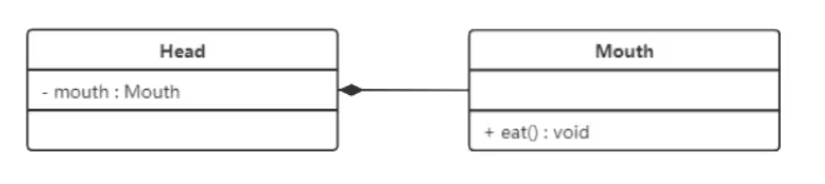 Head
- mouth : Mouth
Mouth
+ eat() : void